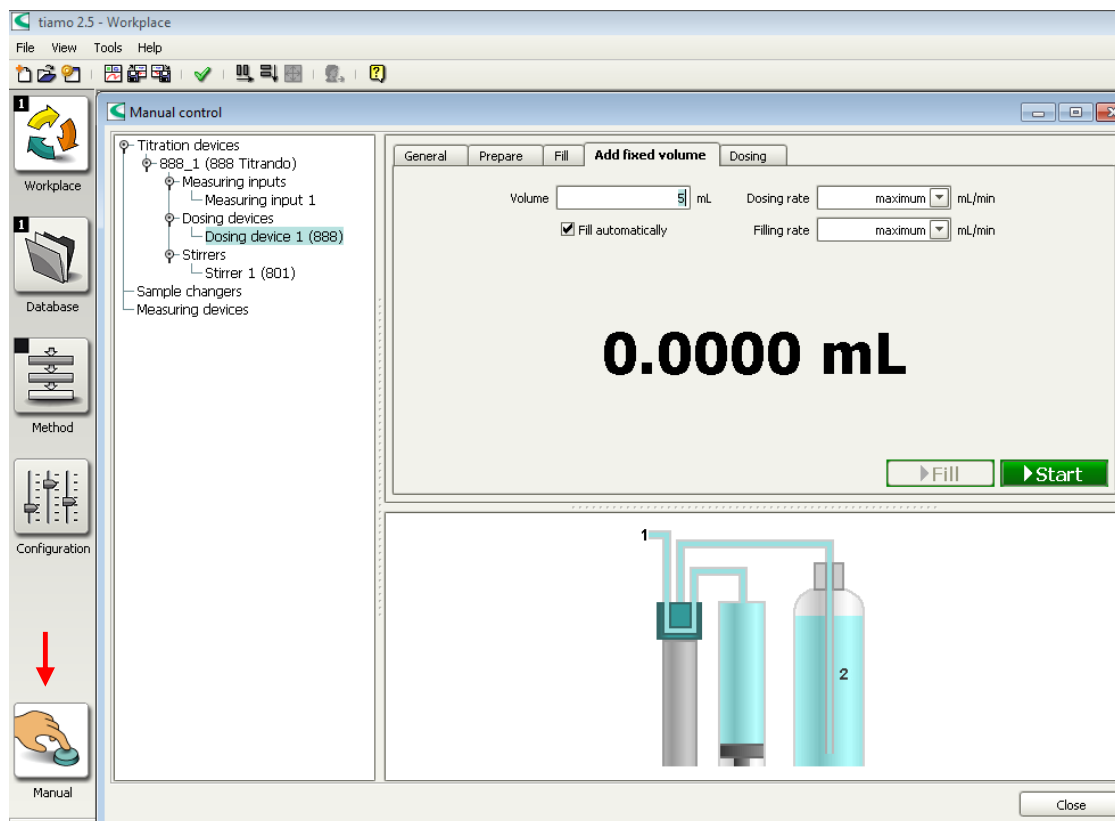 tiamo 2.5 - Workplace
File View Tools Help
1
Workplace
1
Database
Method
Configuration
Manual
Manual control
Titration devices
888_1 (888 Titrando)
Measuring inputs
Measuring input 1
Dosing devices
Dosing device 1 (888)
Stirrers
Stirrer 1 (801)
Sample changers
Measuring devices
General Prepare Fill Add fixed volume Dosing
Volume 5 mL Dosing rate maximum mL/min
Fill automatically Filling rate maximum mL/min
0.0000 mL
Fill Start
1
2
Close